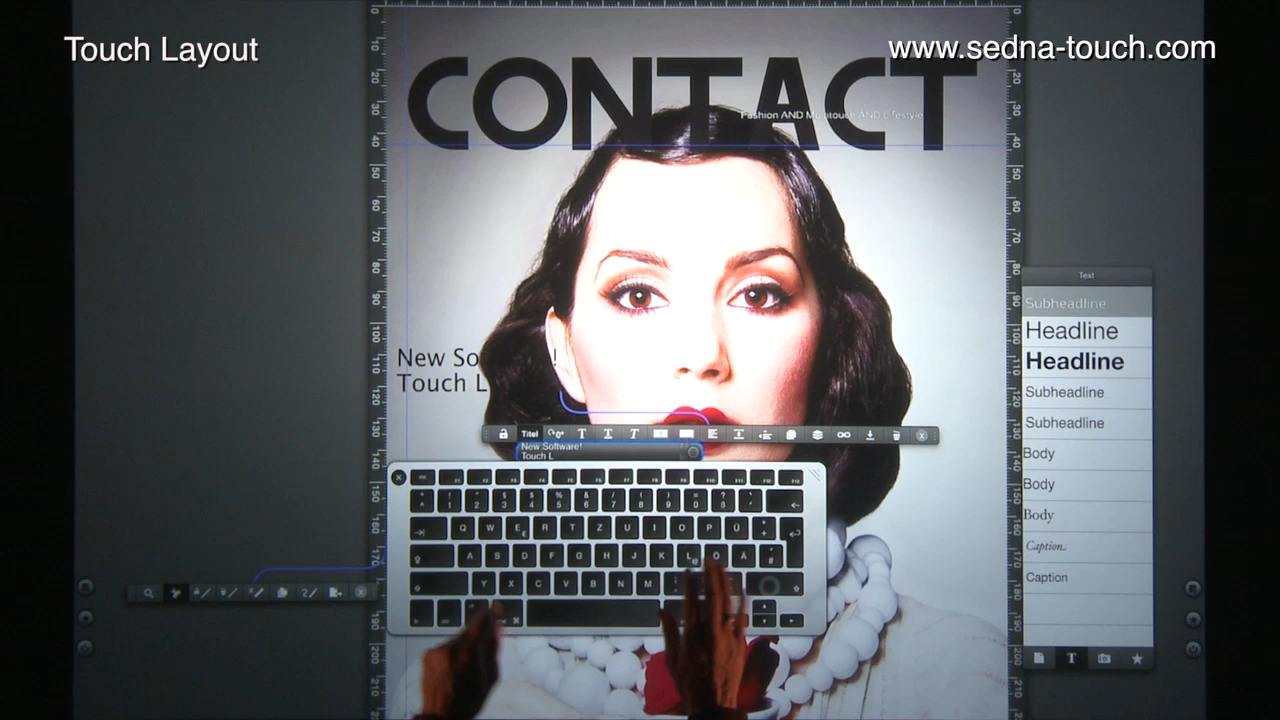 Touch Layout
www.sedna-touch.com
CONTACT
Fashion AND Multitouch AND Lifestyle
New So !
Touch L
Text
Subheadline
Headline
Headline
Subheadline
Subheadline
Body
Body
Body
Caption
Caption
Titel
New Software!
Touch L
Q W E R T Z U I O P Ü
A S D F G H J K L Ö Ä
Y X C V B N M